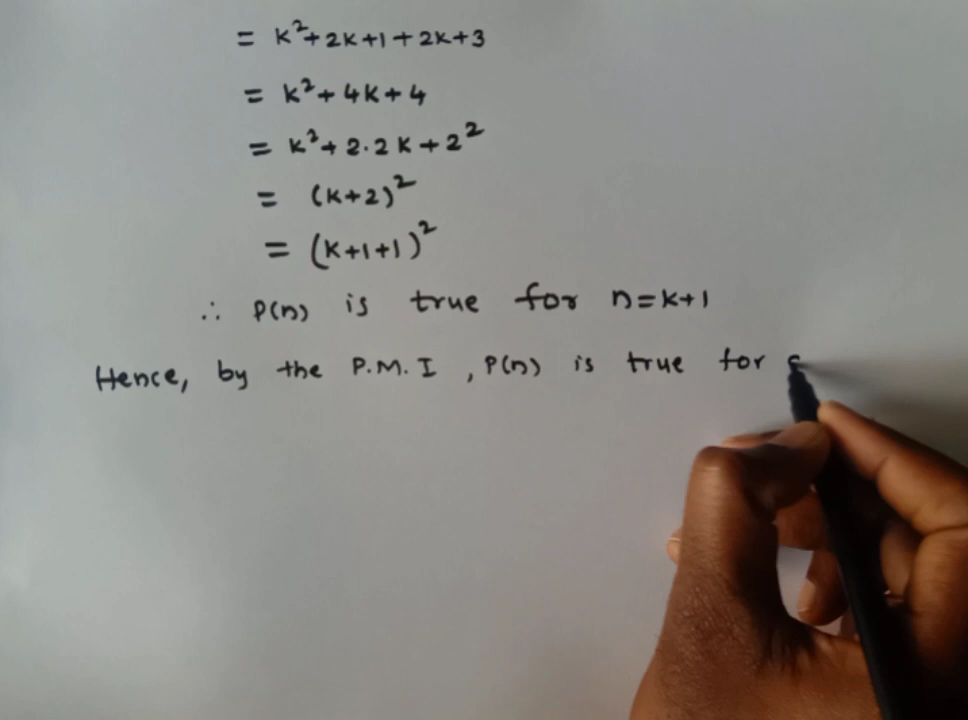 = k²+2k+1+2k+3
= k²+4k+4
= k²+2·2k+2²
= (k+2)²
= (k+1+1)²
∴ P(n) is true for n=k+1
Hence, by the P.M.I , P(n) is true for